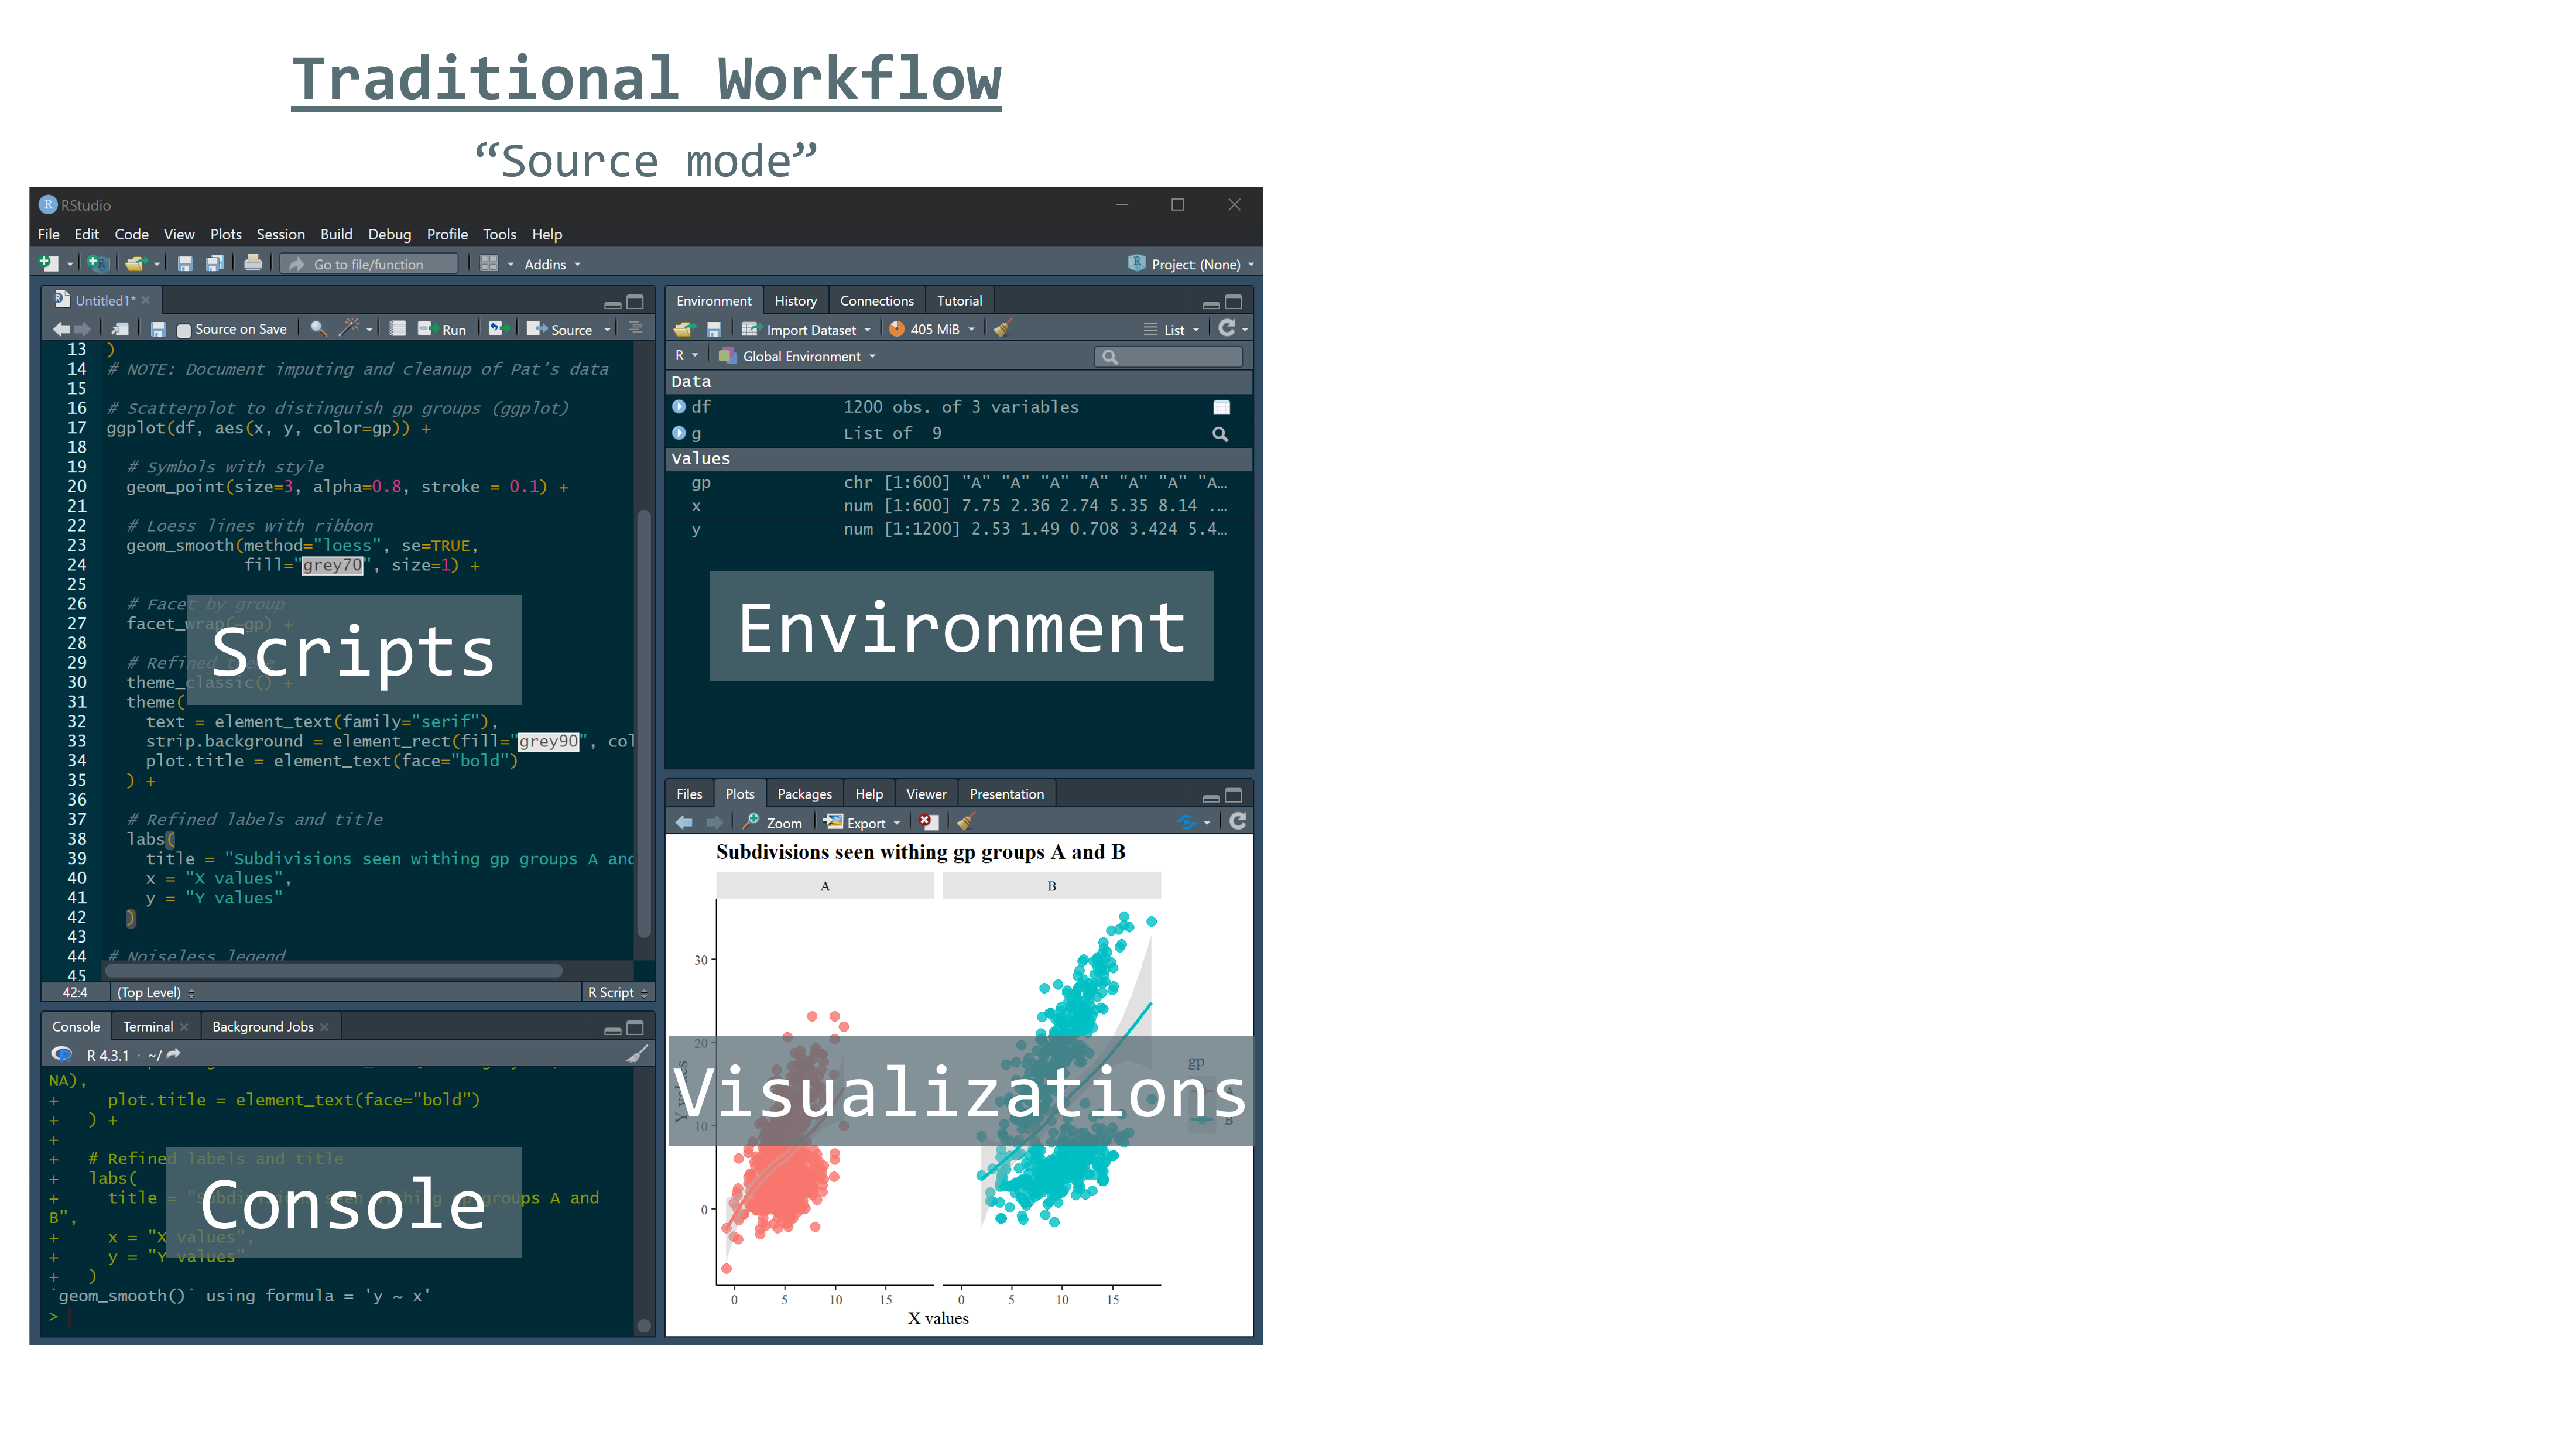 Traditional Workflow
“Source mode”
RStudio
File Edit Code View Plots Session Build Debug Profile Tools Help
Go to file/function Addins Project: (None)
Untitled1*
Source on Save Run Source
13 )
14 # NOTE: Document imputing and cleanup of Pat's data
15
16 # Scatterplot to distinguish gp groups (ggplot)
17 ggplot(df, aes(x, y, color=gp)) +
18
19 # Symbols with style
20 geom_point(size=3, alpha=0.8, stroke = 0.1) +
21
22 # Loess lines with ribbon
23 geom_smooth(method="loess", se=TRUE,
24 fill="grey70", size=1) +
25
26 # Facet by group
27 facet_wrap(~gp) +
28
29 # Refined
30 theme_classic() +
31 theme(
32 text = element_text(family="serif"),
33 strip.background = element_rect(fill="grey90", col
34 plot.title = element_text(face="bold")
35 ) +
36
37 # Refined labels and title
38 labs(
39 title = "Subdivisions seen withing gp groups A and
40 x = "X values",
41 y = "Y values"
42 )
43
44 # Noiseless legend
45
Scripts
42:4 (Top Level) R Script
Console Terminal Background Jobs
R 4.3.1 · ~/
NA),
+ plot.title = element_text(face="bold")
+ ) +
+
+ # Refined labels and title
+ labs(
+ title = "Subdivisions seen withing gp groups A and
B",
+ x = "X values",
+ y = "Y values"
+ )
`geom_smooth()` using formula = 'y ~ x'
>
Console
Environment History Connections Tutorial
Import Dataset 405 MiB List
R Global Environment
Data
df 1200 obs. of 3 variables
g List of 9
Values
gp chr [1:600] "A" "A" "A" "A" "A" "A" "A…
x num [1:600] 7.75 2.36 2.74 5.35 8.14 .…
y num [1:1200] 2.53 1.49 0.708 3.424 5.4…
Environment
Files Plots Packages Help Viewer Presentation
Zoom Export
Subdivisions seen withing gp groups A and B
A B
30
20
10
0
gp
B
Visualizations
0 5 10 15 0 5 10 15
X values